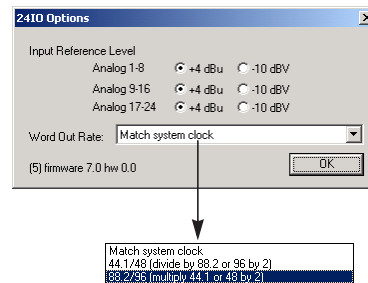 24IO Options
Input Reference Level
Analog 1-8 +4 dBu -10 dBV
Analog 9-16 +4 dBu -10 dBV
Analog 17-24 +4 dBu -10 dBV
Word Out Rate: Match system clock
(5) firmware 7.0 hw 0.0 OK
Match system clock
44.1/48 (divide by 88.2 or 96 by 2)
88.2/96 (multiply 44.1 or 48 by 2)